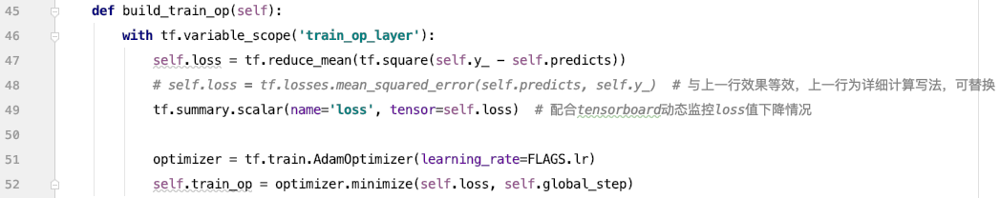 45 def build_train_op(self):
46 with tf.variable_scope('train_op_layer'):
47 self.loss = tf.reduce_mean(tf.square(self.y_ - self.predicts))
48 # self.loss = tf.losses.mean_squared_error(self.predicts, self.y_) # 与上一行效果等效，上一行为详细计算写法，可替换
49 tf.summary.scalar(name='loss', tensor=self.loss) # 配合tensorboard动态监控loss值下降情况
50
51 optimizer = tf.train.AdamOptimizer(learning_rate=FLAGS.lr)
52 self.train_op = optimizer.minimize(self.loss, self.global_step)